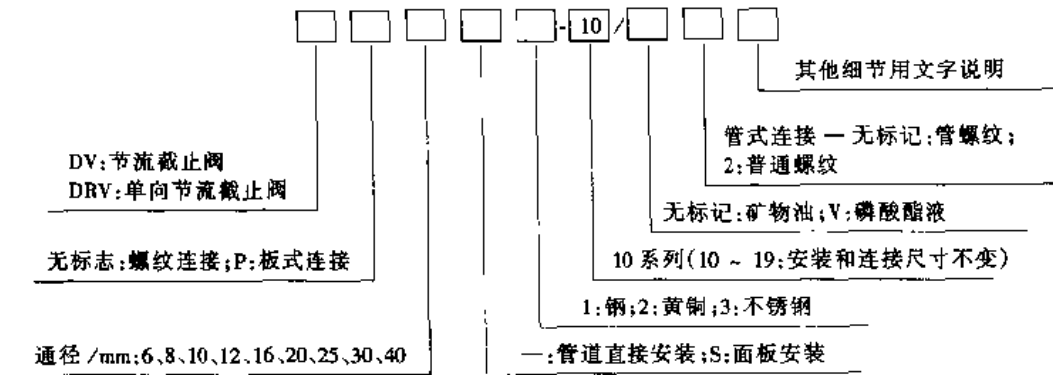 -10/
其他细节用文字说明
管式连接 — 无标记:管螺纹;
2:普通螺纹
DV:节流截止阀
DRV:单向节流截止阀
无标记:矿物油;V:磷酸酯液
无标志:螺纹连接;P:板式连接
10 系列(10 ~ 19:安装和连接尺寸不变)
1:钢;2:黄铜;3:不锈钢
通径/mm:6、8、10、12、16、20、25、30、40
—:管道直接安装;S:面板安装